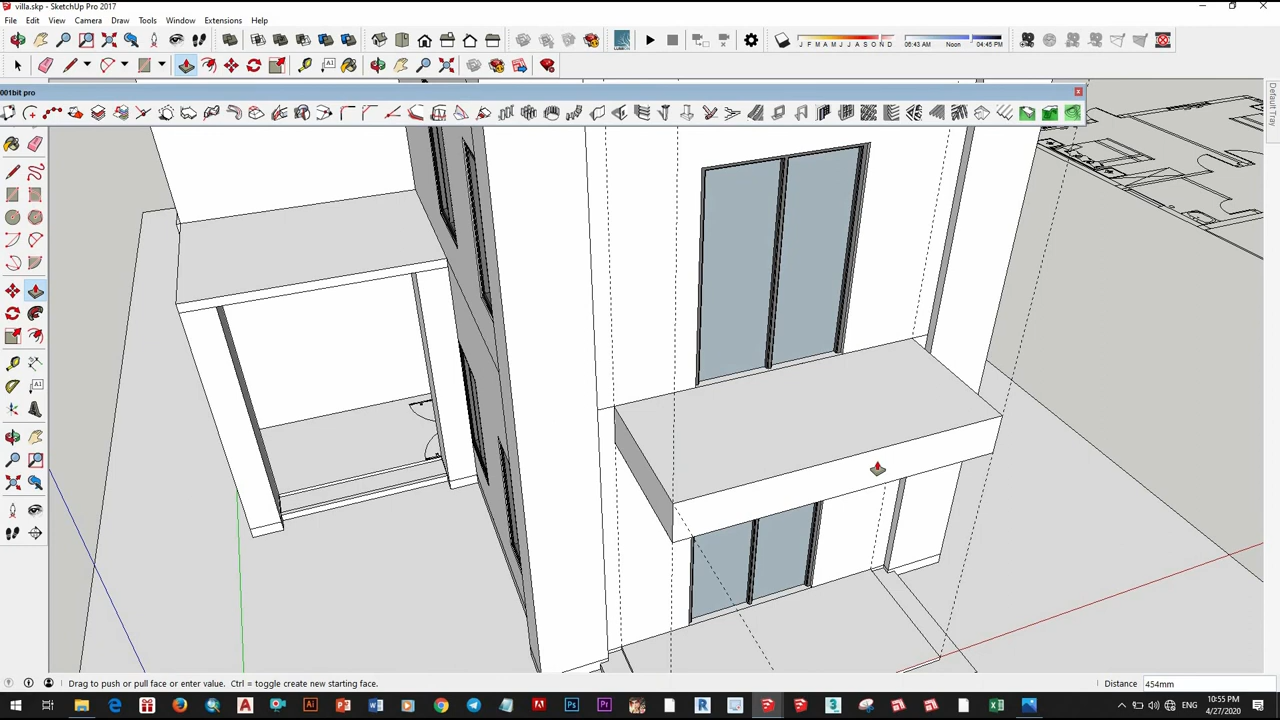 villa.skp - SketchUp Pro 2017
File Edit View Camera Draw Tools Window Extensions Help
J F M A M J J A S O N D 06:43 AM Noon 04:45 PM
001bit pro
Default Tray
Drag to push or pull face or enter value. Ctrl = toggle create new starting face.
Distance 454mm
10:55 PM
ENG
4/27/2020